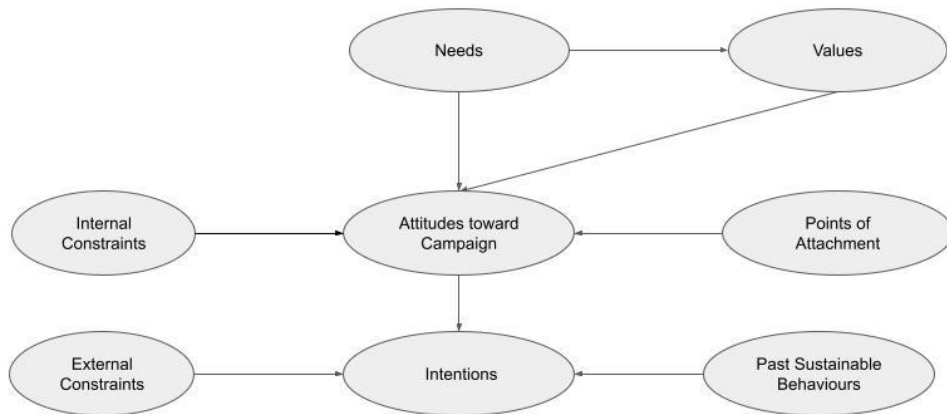 Needs
Values
Internal
Constraints
Attitudes toward
Campaign
Points of
Attachment
External
Constraints
Intentions
Past Sustainable
Behaviours